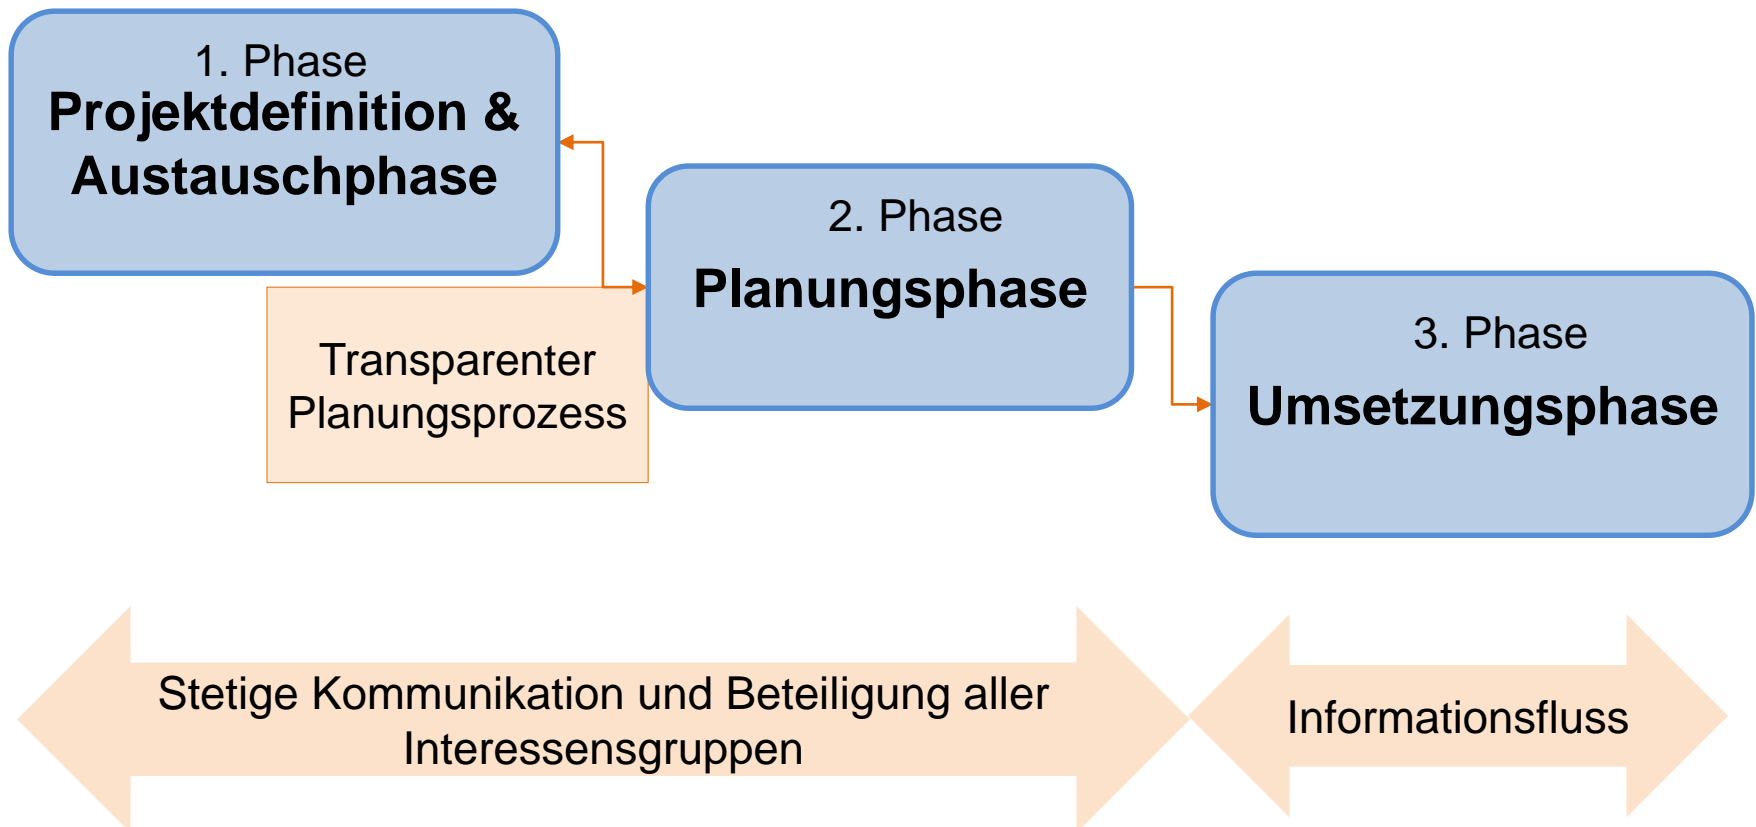 1. Phase
Projektdefinition &
Austauschphase
2. Phase
Planungsphase
3. Phase
Umsetzungsphase
Transparenter
Planungsprozess
Stetige Kommunikation und Beteiligung aller
Interessensgruppen
Informationsfluss